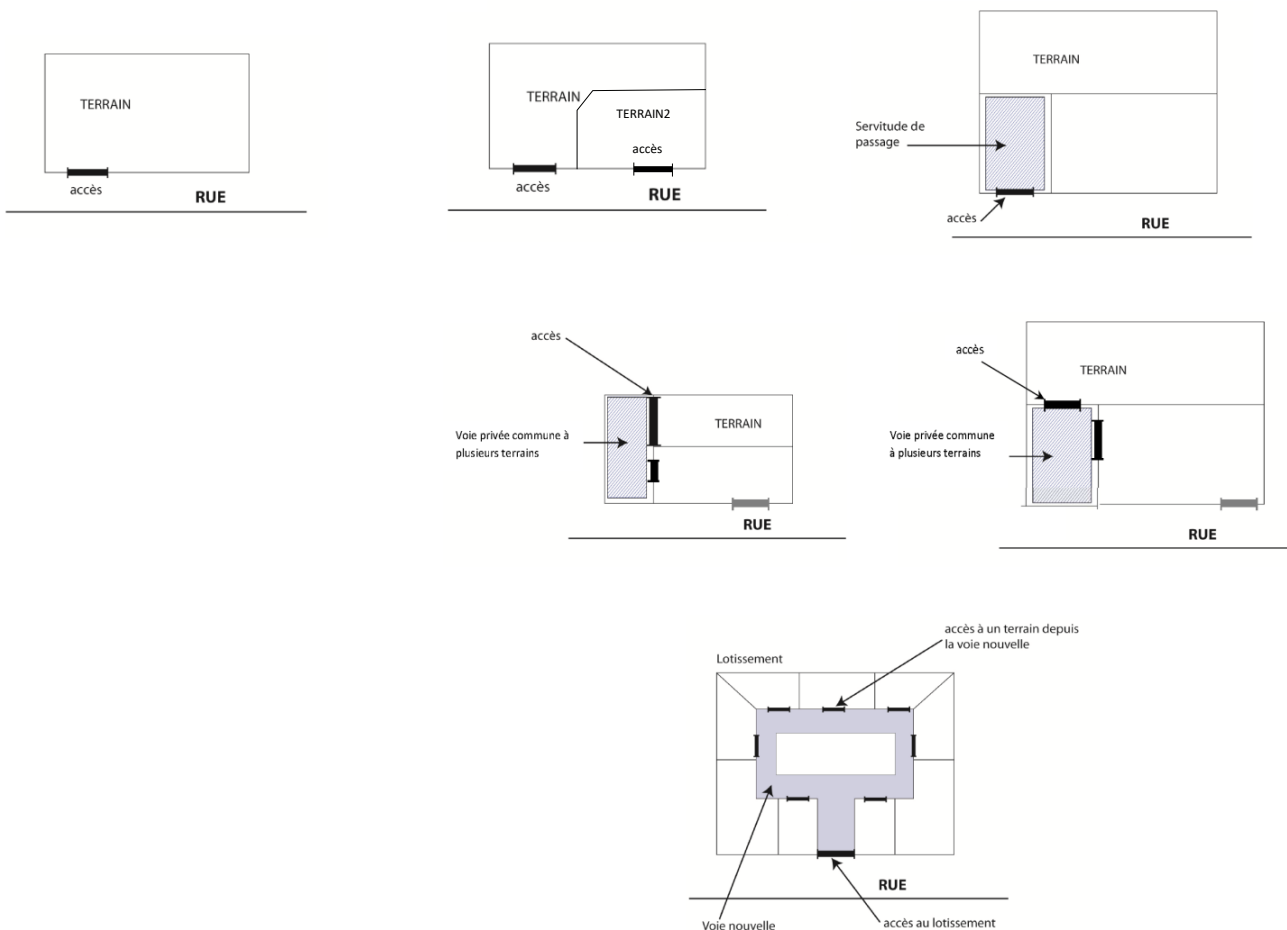 TERRAIN
accès
RUE
TERRAIN
TERRAIN2
accès
accès
RUE
TERRAIN
Servitude de
passage
accès
RUE
accès
TERRAIN
Voie privée commune à
plusieurs terrains
RUE
accès
TERRAIN
Voie privée commune
à plusieurs terrains
RUE
accès à un terrain depuis
la voie nouvelle
Lotissement
RUE
Voie nouvelle
accès au lotissement